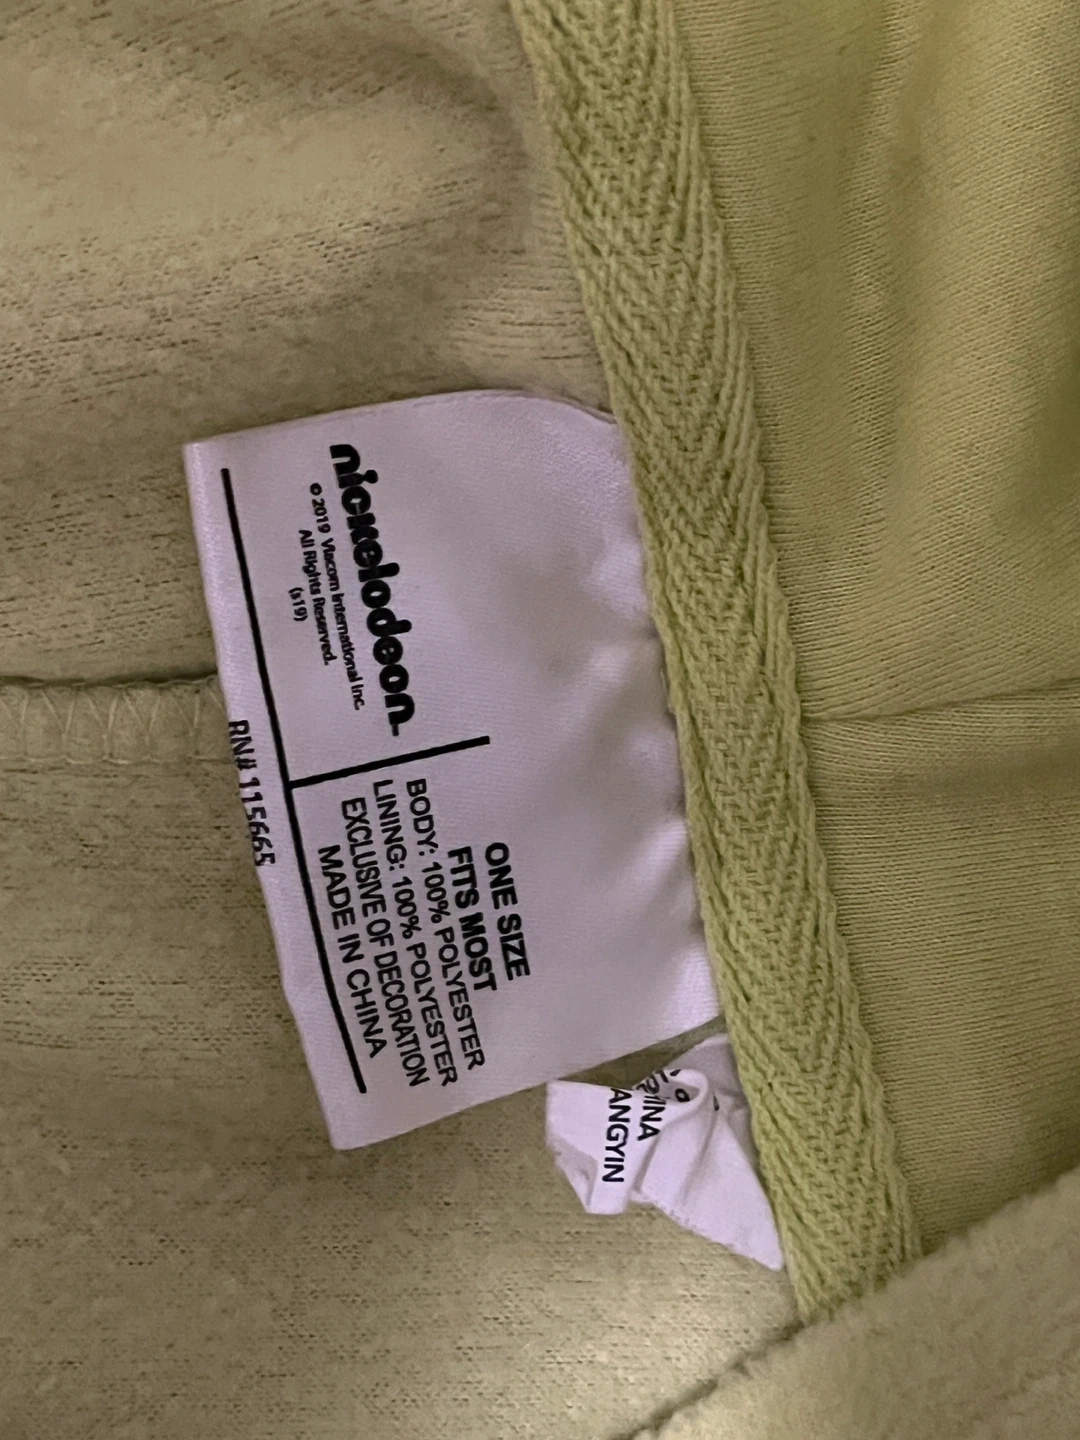 nickelodeon
© 2019 Viacom International Inc.
All Rights Reserved.
(s19)
ONE SIZE
FITS MOST
BODY: 100% POLYESTER
LINING: 100% POLYESTER
EXCLUSIVE OF DECORATION
MADE IN CHINA
RN# 115665
ANGYIN